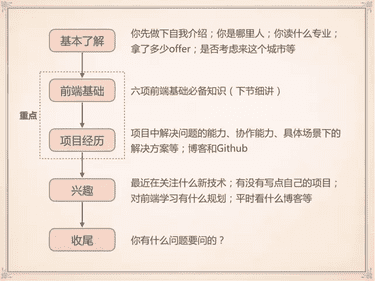 基本了解
你先做下自我介绍；你是哪里人；你读什么专业；
拿了多少offer；是否考虑来这个城市等
重点
前端基础
六项前端基础必备知识（下节细讲）
项目经历
项目中解决问题的能力、协作能力、具体场景下的
解决方案等；博客和Github
兴趣
最近在关注什么新技术；有没有写点自己的项目；
对前端学习有什么规划；平时看什么博客等
收尾
你有什么问题要问的？